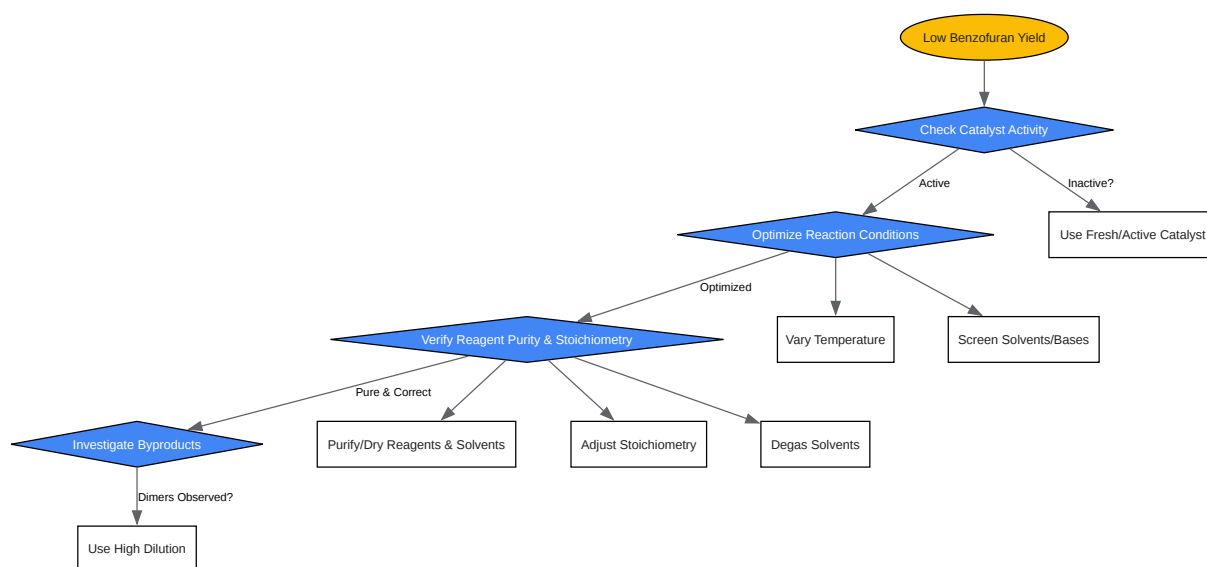 Low Benzofuran Yield
Check Catalyst Activity
Active
Inactive?
Optimize Reaction Conditions
Use Fresh/Active Catalyst
Optimized
Verify Reagent Purity & Stoichiometry
Vary Temperature
Screen Solvents/Bases
Pure & Correct
Investigate Byproducts
Purify/Dry Reagents & Solvents
Adjust Stoichiometry
Degas Solvents
Dimers Observed?
Use High Dilution